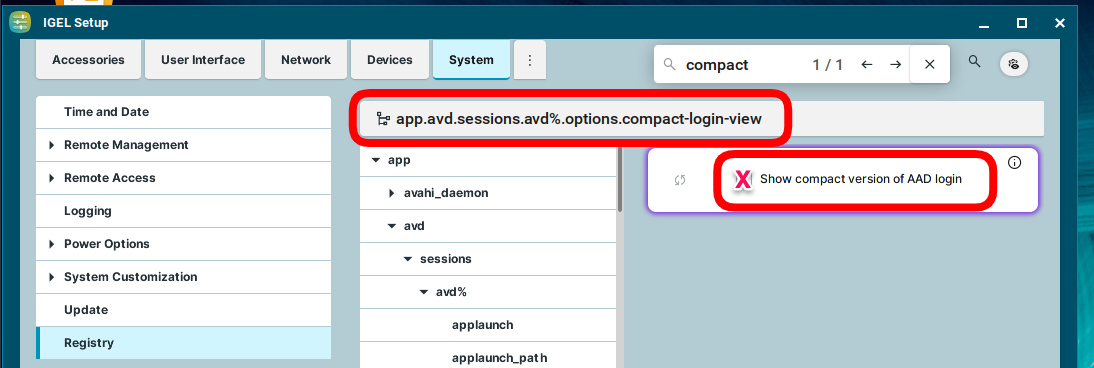 IGEL Setup
Accessories
User Interface
Network
Devices
System
compact
1 / 1
Time and Date
Remote Management
Remote Access
Logging
Power Options
System Customization
Update
Registry
app.avd.sessions.avd%.options.compact-login-view
app
avahi_daemon
avd
sessions
avd%
applaunch
applaunch_path
X Show compact version of AAD login